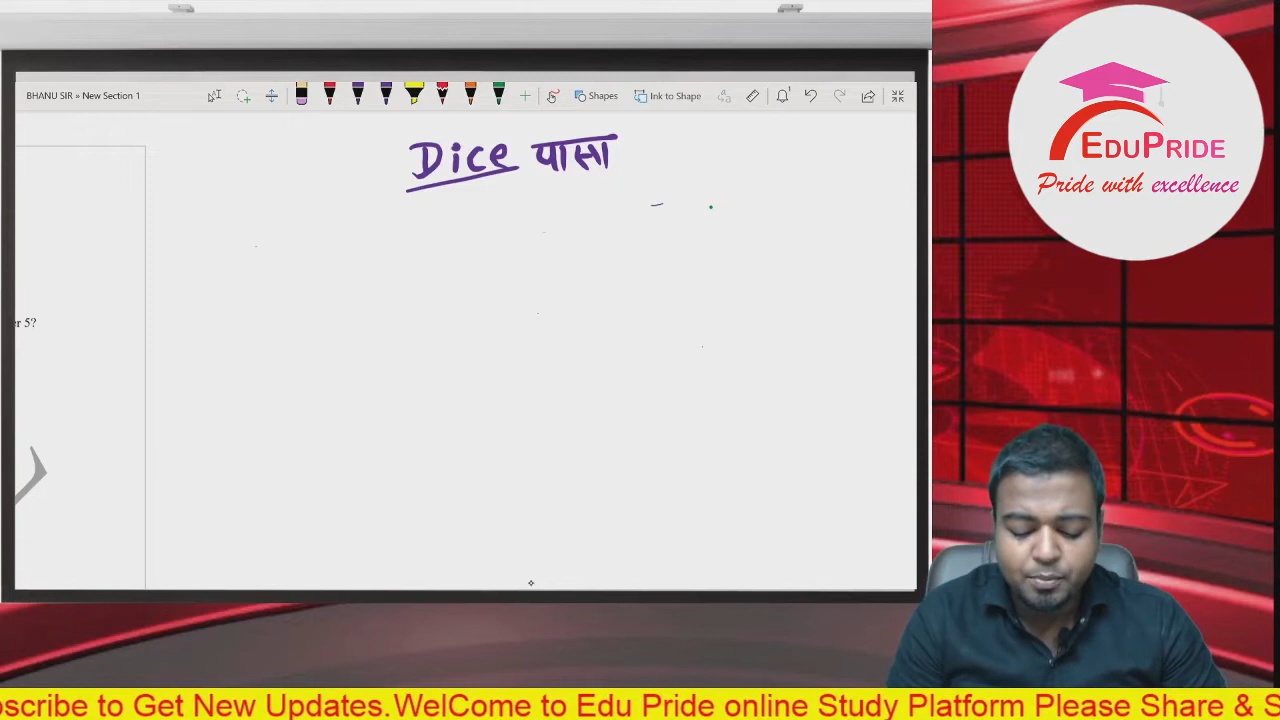 BHANU SIR » New Section 1
Shapes
Ink to Shape
Dice पासा
r 5?
EDUPRIDE
Pride with excellence
bscribe to Get New Updates.WelCome to Edu Pride online Study Platform Please Share & S